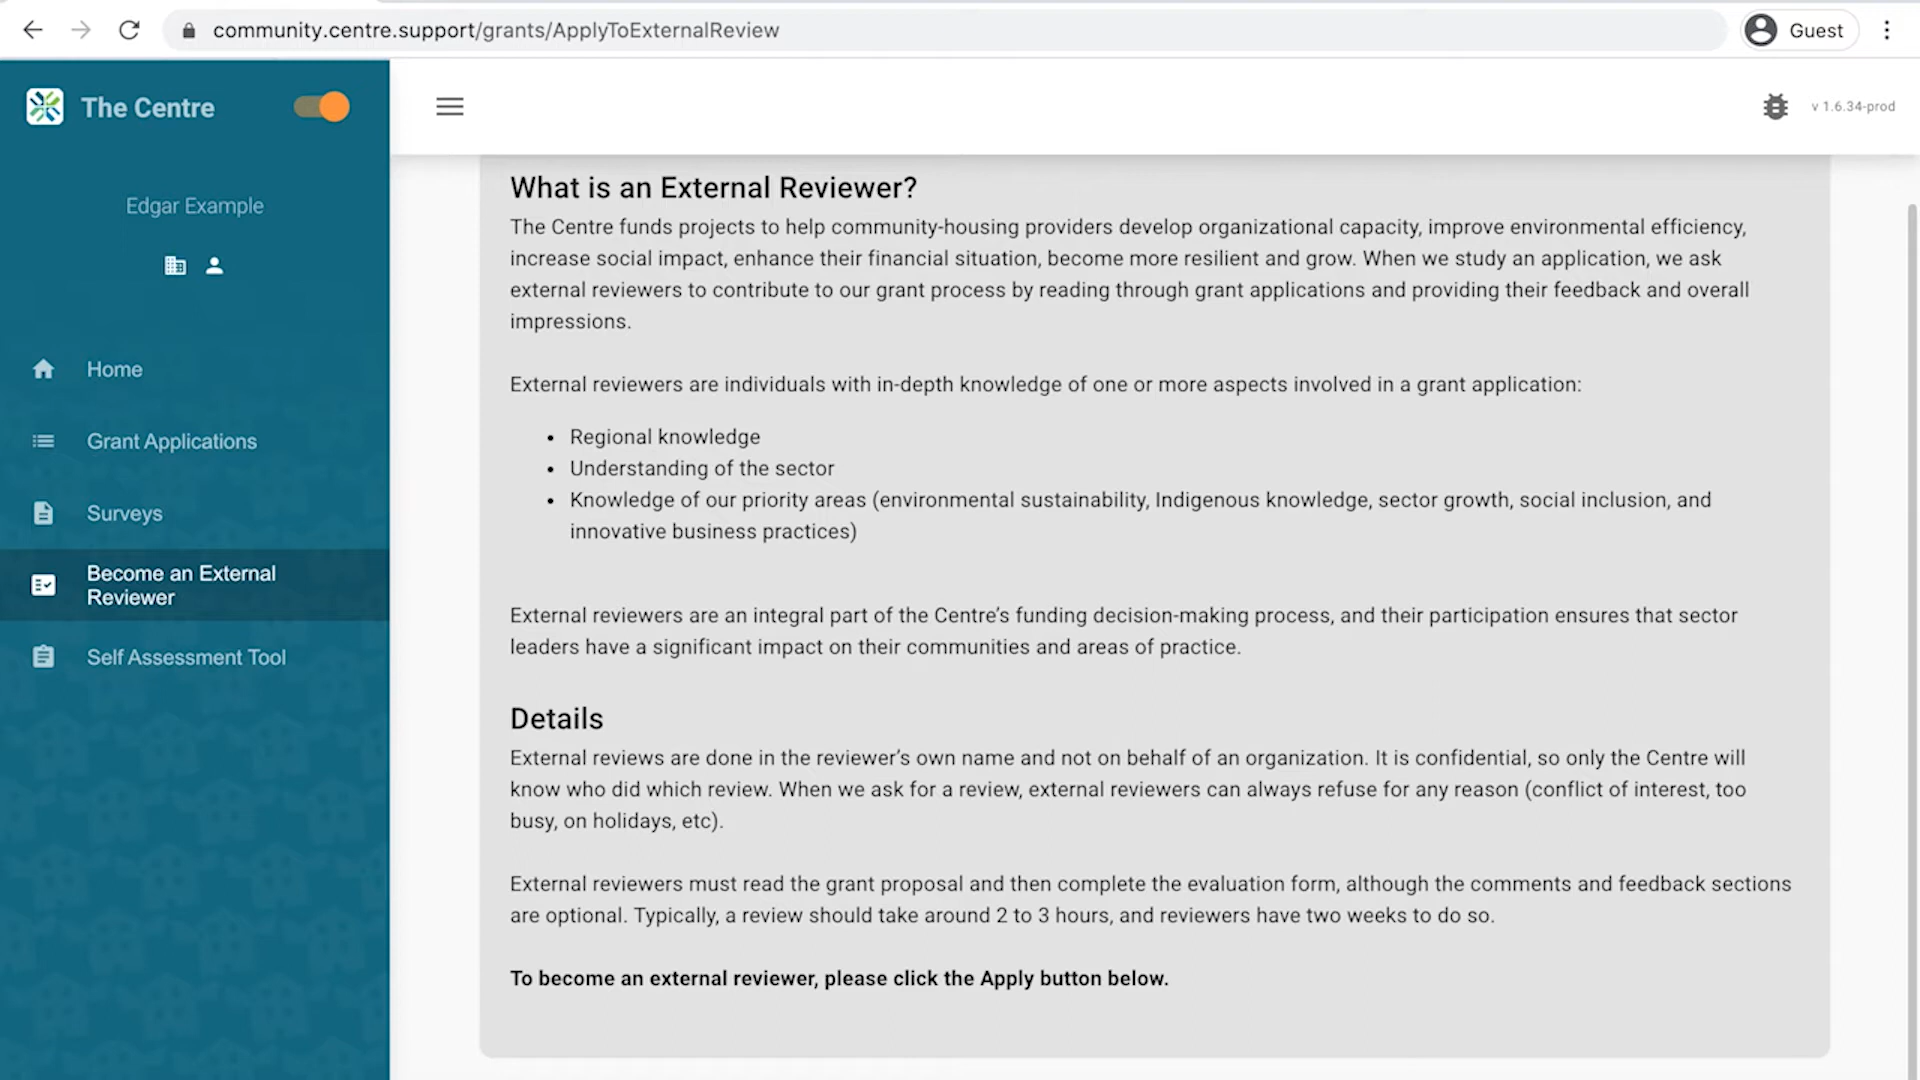 community.centre.support/grants/ApplyToExternalReview
Guest
The Centre
v 1.6.34-prod
Edgar Example
Home
Grant Applications
Surveys
Become an External
Reviewer
Self Assessment Tool
What is an External Reviewer?
The Centre funds projects to help community-housing providers develop organizational capacity, improve environmental efficiency,
increase social impact, enhance their financial situation, become more resilient and grow. When we study an application, we ask
external reviewers to contribute to our grant process by reading through grant applications and providing their feedback and overall
impressions.
External reviewers are individuals with in-depth knowledge of one or more aspects involved in a grant application:
• Regional knowledge
• Understanding of the sector
• Knowledge of our priority areas (environmental sustainability, Indigenous knowledge, sector growth, social inclusion, and
innovative business practices)
External reviewers are an integral part of the Centre’s funding decision-making process, and their participation ensures that sector
leaders have a significant impact on their communities and areas of practice.
Details
External reviews are done in the reviewer’s own name and not on behalf of an organization. It is confidential, so only the Centre will
know who did which review. When we ask for a review, external reviewers can always refuse for any reason (conflict of interest, too
busy, on holidays, etc).
External reviewers must read the grant proposal and then complete the evaluation form, although the comments and feedback sections
are optional. Typically, a review should take around 2 to 3 hours, and reviewers have two weeks to do so.
To become an external reviewer, please click the Apply button below.